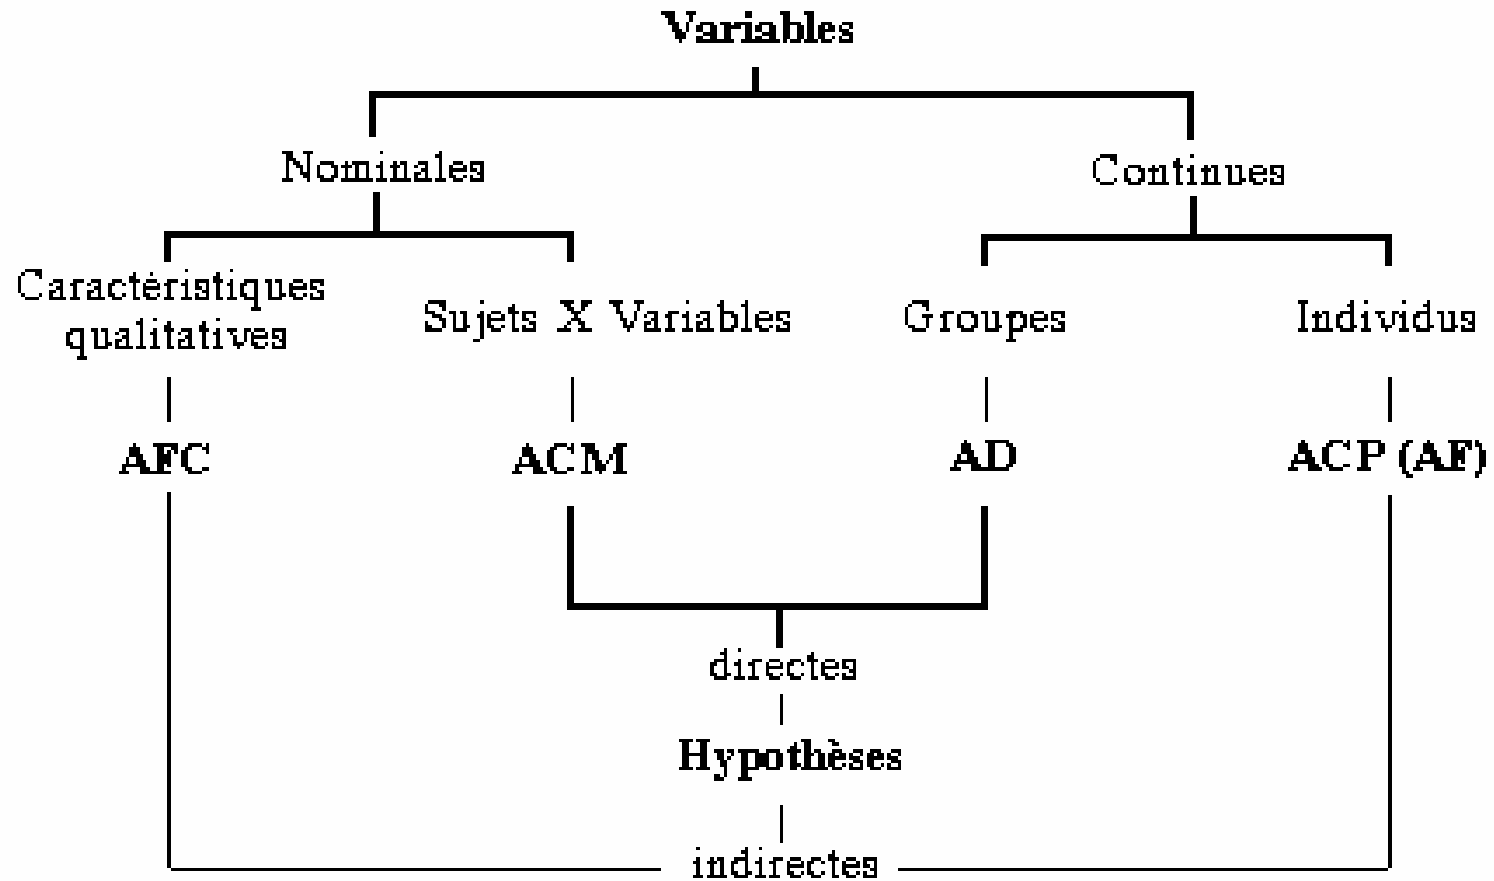 Variables
Nominales
Continues
Caractéristiques
qualitatives
Sujets X Variables
Groupes
Individus
AFC
ACM
AD
ACP (AF)
directes
Hypothèses
indirectes